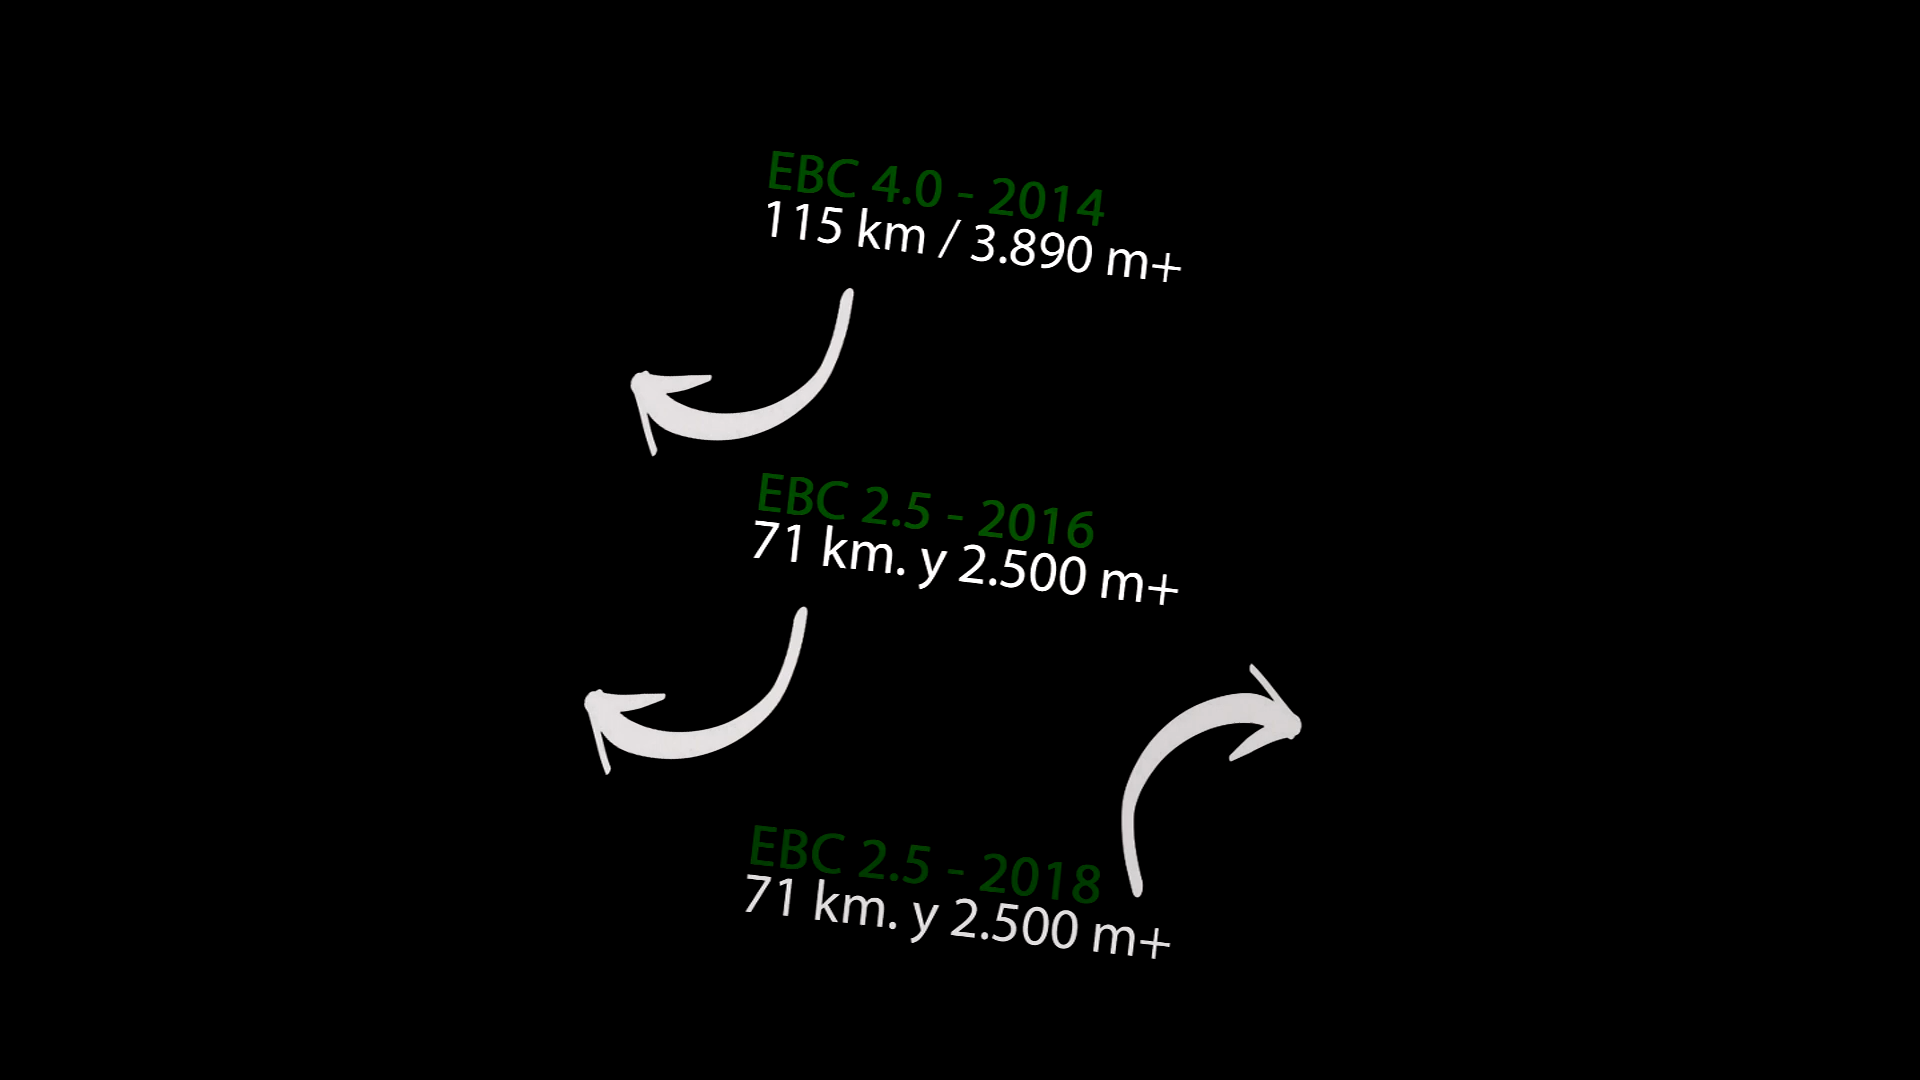 EBC 4.0 - 2014
115 km / 3.890 m+
EBC 2.5 - 2016
71 km. y 2.500 m+
EBC 2.5 - 2018
71 km. y 2.500 m+